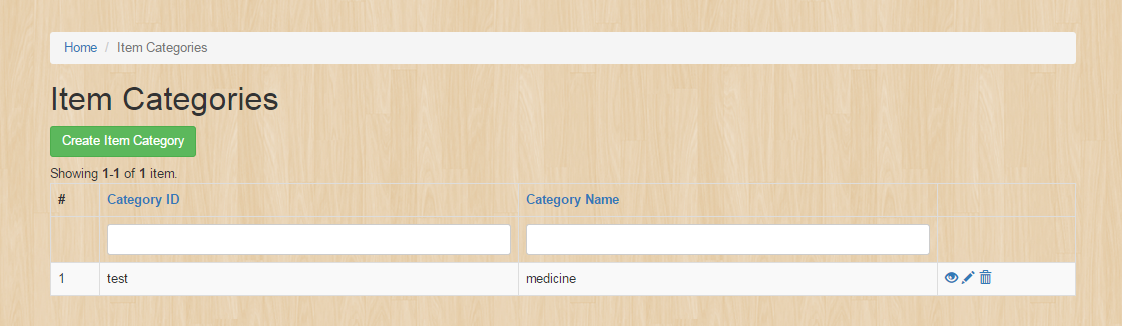 Home / Item Categories
Item Categories
Create Item Category
Showing 1-1 of 1 item.
# Category ID Category Name
1 test medicine